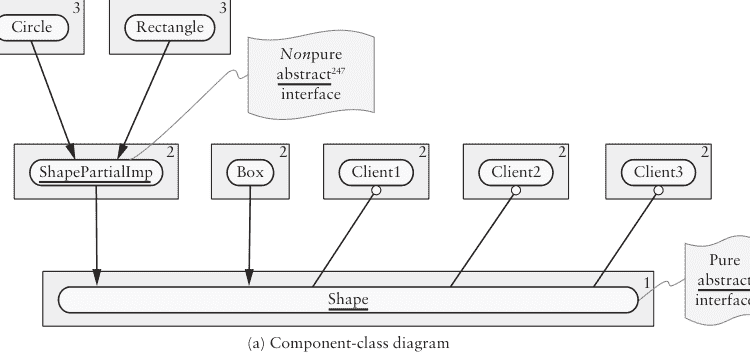 3
3
Circle
Rectangle
Nonpure
abstract247
interface
2
2
2
2
2
ShapePartialImp
Box
Client1
Client2
Client3
Pure
abstract
interface
1
Shape
(a) Component-class diagram